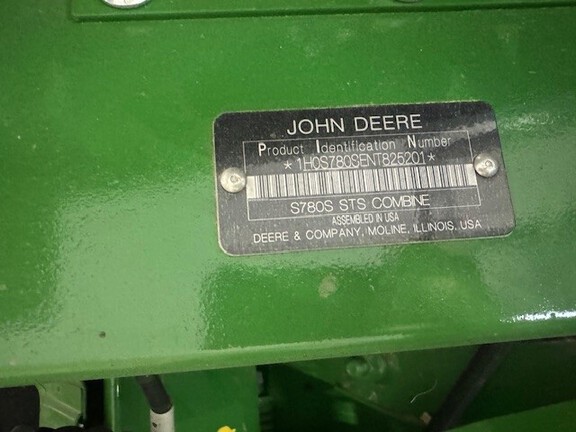 JOHN DEERE
Product Identification Number
*1H0S780SENT825201*
S780S STS COMBINE
ASSEMBLED IN USA
DEERE & COMPANY, MOLINE, ILLINOIS, USA